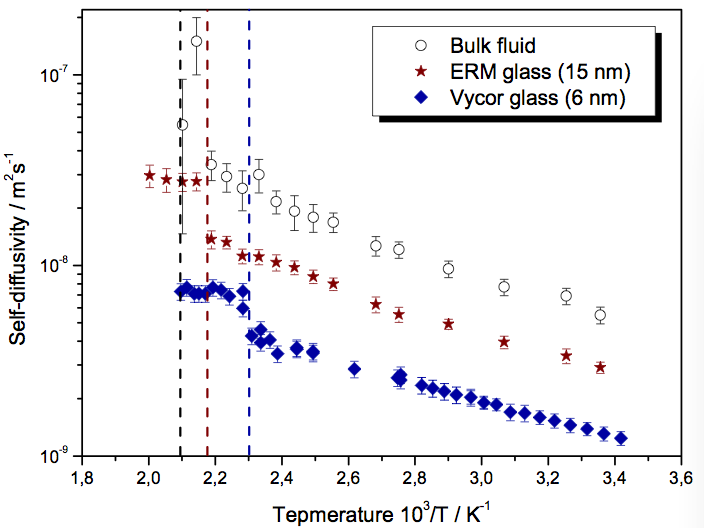 Bulk fluid
ERM glass (15 nm)
Vycor glass (6 nm)
Self-diffusivity / m²s⁻¹
10⁻⁷
10⁻⁸
10⁻⁹
1,8 2,0 2,2 2,4 2,6 2,8 3,0 3,2 3,4 3,6
Tepmerature 10³/T / K⁻¹